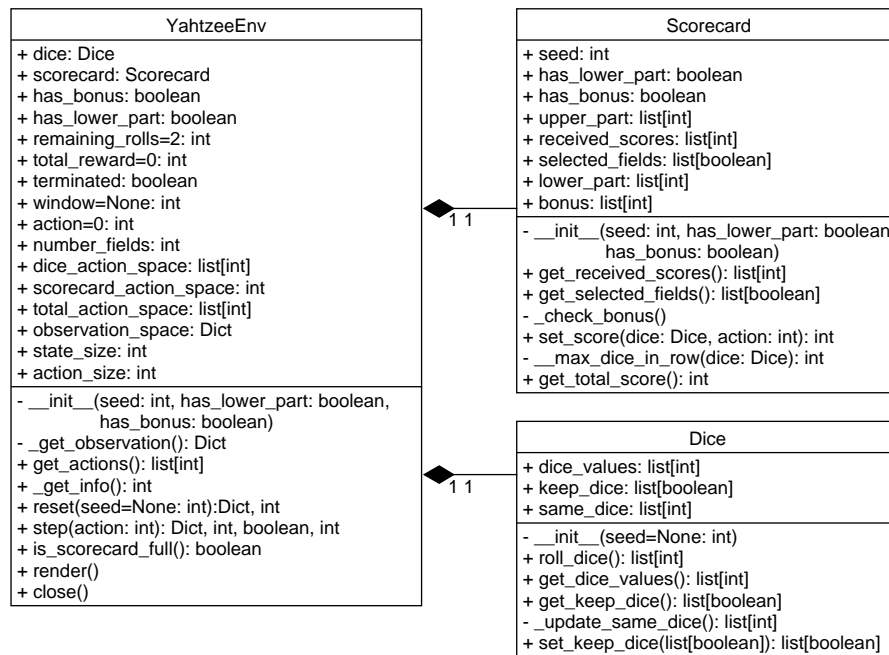 YahtzeeEnv
+ dice: Dice
+ scorecard: Scorecard
+ has_bonus: boolean
+ has_lower_part: boolean
+ remaining_rolls=2: int
+ total_reward=0: int
+ terminated: boolean
+ window=None: int
+ action=0: int
+ number_fields: int
+ dice_action_space: list[int]
+ scorecard_action_space: int
+ total_action_space: list[int]
+ observation_space: Dict
+ state_size: int
+ action_size: int
- __init__(seed: int, has_lower_part: boolean,
has_bonus: boolean)
- _get_observation(): Dict
+ get_actions(): list[int]
+ _get_info(): int
+ reset(seed=None: int):Dict, int
+ step(action: int): Dict, int, boolean, int
+ is_scorecard_full(): boolean
+ render()
+ close()
1 1
1 1
Scorecard
+ seed: int
+ has_lower_part: boolean
+ has_bonus: boolean
+ upper_part: list[int]
+ received_scores: list[int]
+ selected_fields: list[boolean]
+ lower_part: list[int]
+ bonus: list[int]
- __init__(seed: int, has_lower_part: boolean
has_bonus: boolean)
+ get_received_scores(): list[int]
+ get_selected_fields(): list[boolean]
- _check_bonus()
+ set_score(dice: Dice, action: int): int
- __max_dice_in_row(dice: Dice): int
+ get_total_score(): int
Dice
+ dice_values: list[int]
+ keep_dice: list[boolean]
+ same_dice: list[int]
- __init__(seed=None: int)
+ roll_dice(): list[int]
+ get_dice_values(): list[int]
+ get_keep_dice(): list[boolean]
- _update_same_dice(): list[int]
+ set_keep_dice(list[boolean]): list[boolean]